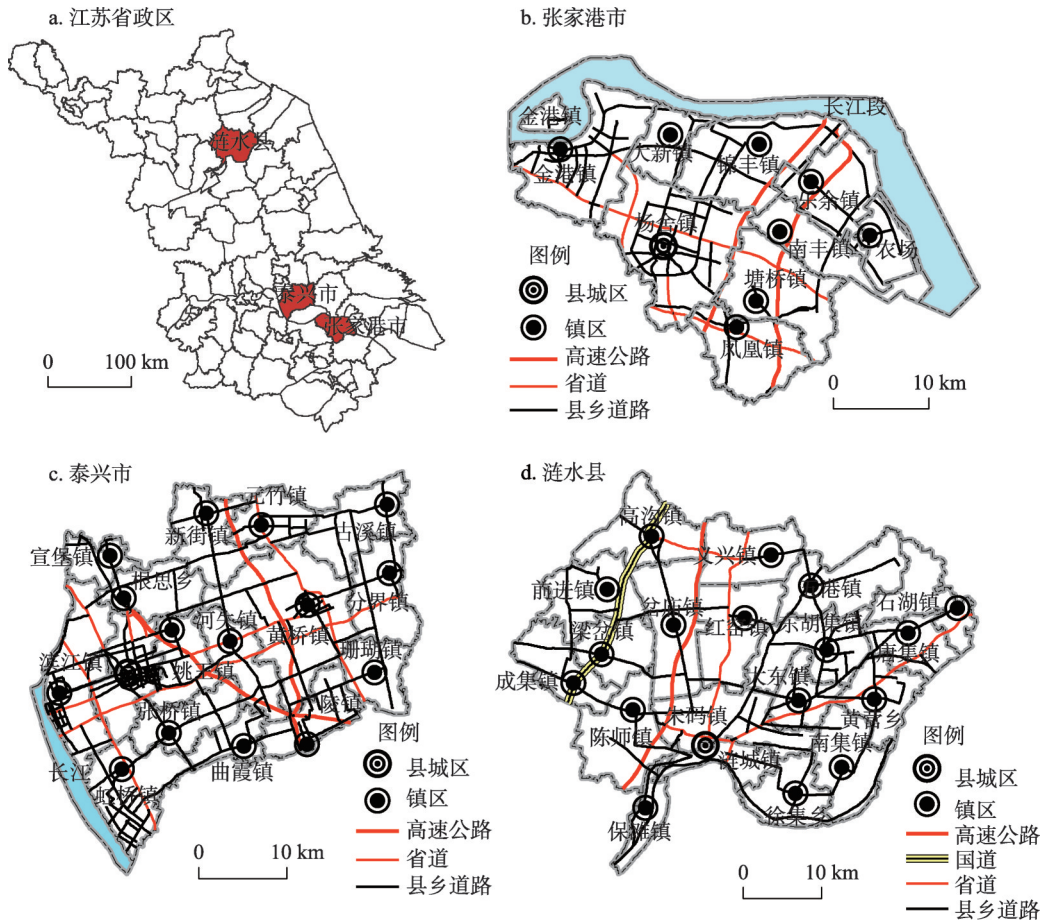 a. 江苏省政区
涟水县
泰兴市
张家港市
0 100 km
b. 张家港市
长江段
金港镇
大新镇
锦丰镇
金港镇
乐余镇
杨舍镇
南丰镇
农场
塘桥镇
凤凰镇
图例
县城区
镇区
高速公路
省道
县乡道路
0 10 km
c. 泰兴市
元竹镇
新街镇
古溪镇
宣堡镇
根思乡
分界镇
河失镇
黄桥镇
珊瑚镇
滨江镇
姚王镇
张桥镇
陵镇
长江
曲霞镇
虹桥镇
图例
县城区
镇区
高速公路
省道
县乡道路
0 10 km
d. 涟水县
高沟镇
义兴镇
前进镇
港镇
石湖镇
岔庙镇
红窑镇
东胡集镇
梁岔镇
唐集镇
成集镇
大东镇
朱码镇
黄营乡
陈师镇
涟城镇
南集镇
徐集乡
保滩镇
图例
县城区
镇区
高速公路
国道
省道
县乡道路
0 10 km